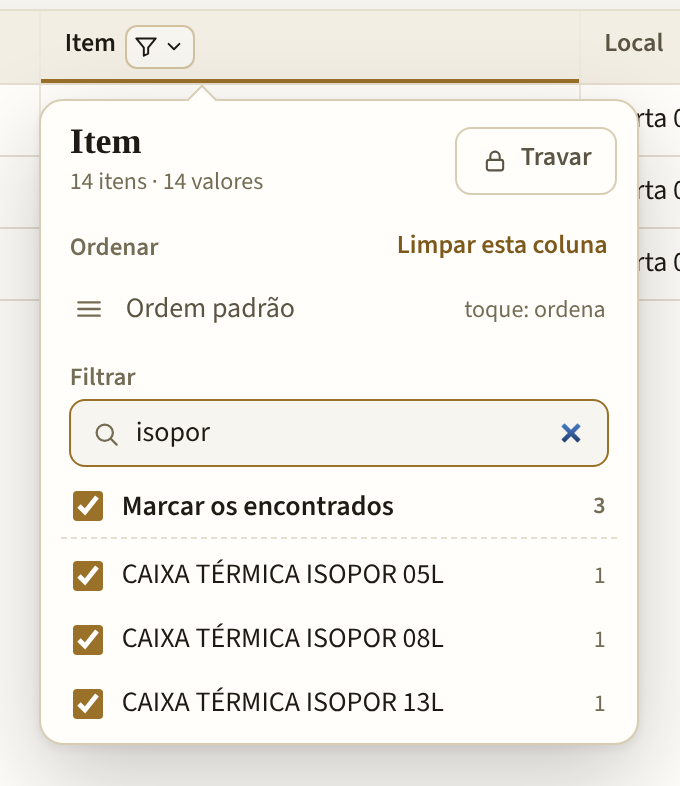 Item
Local
Item
Travar
14 itens · 14 valores
Ordenar
Limpar esta coluna
Ordem padrão
toque: ordena
Filtrar
isopor
Marcar os encontrados 3
CAIXA TÉRMICA ISOPOR 05L 1
CAIXA TÉRMICA ISOPOR 08L 1
CAIXA TÉRMICA ISOPOR 13L 1